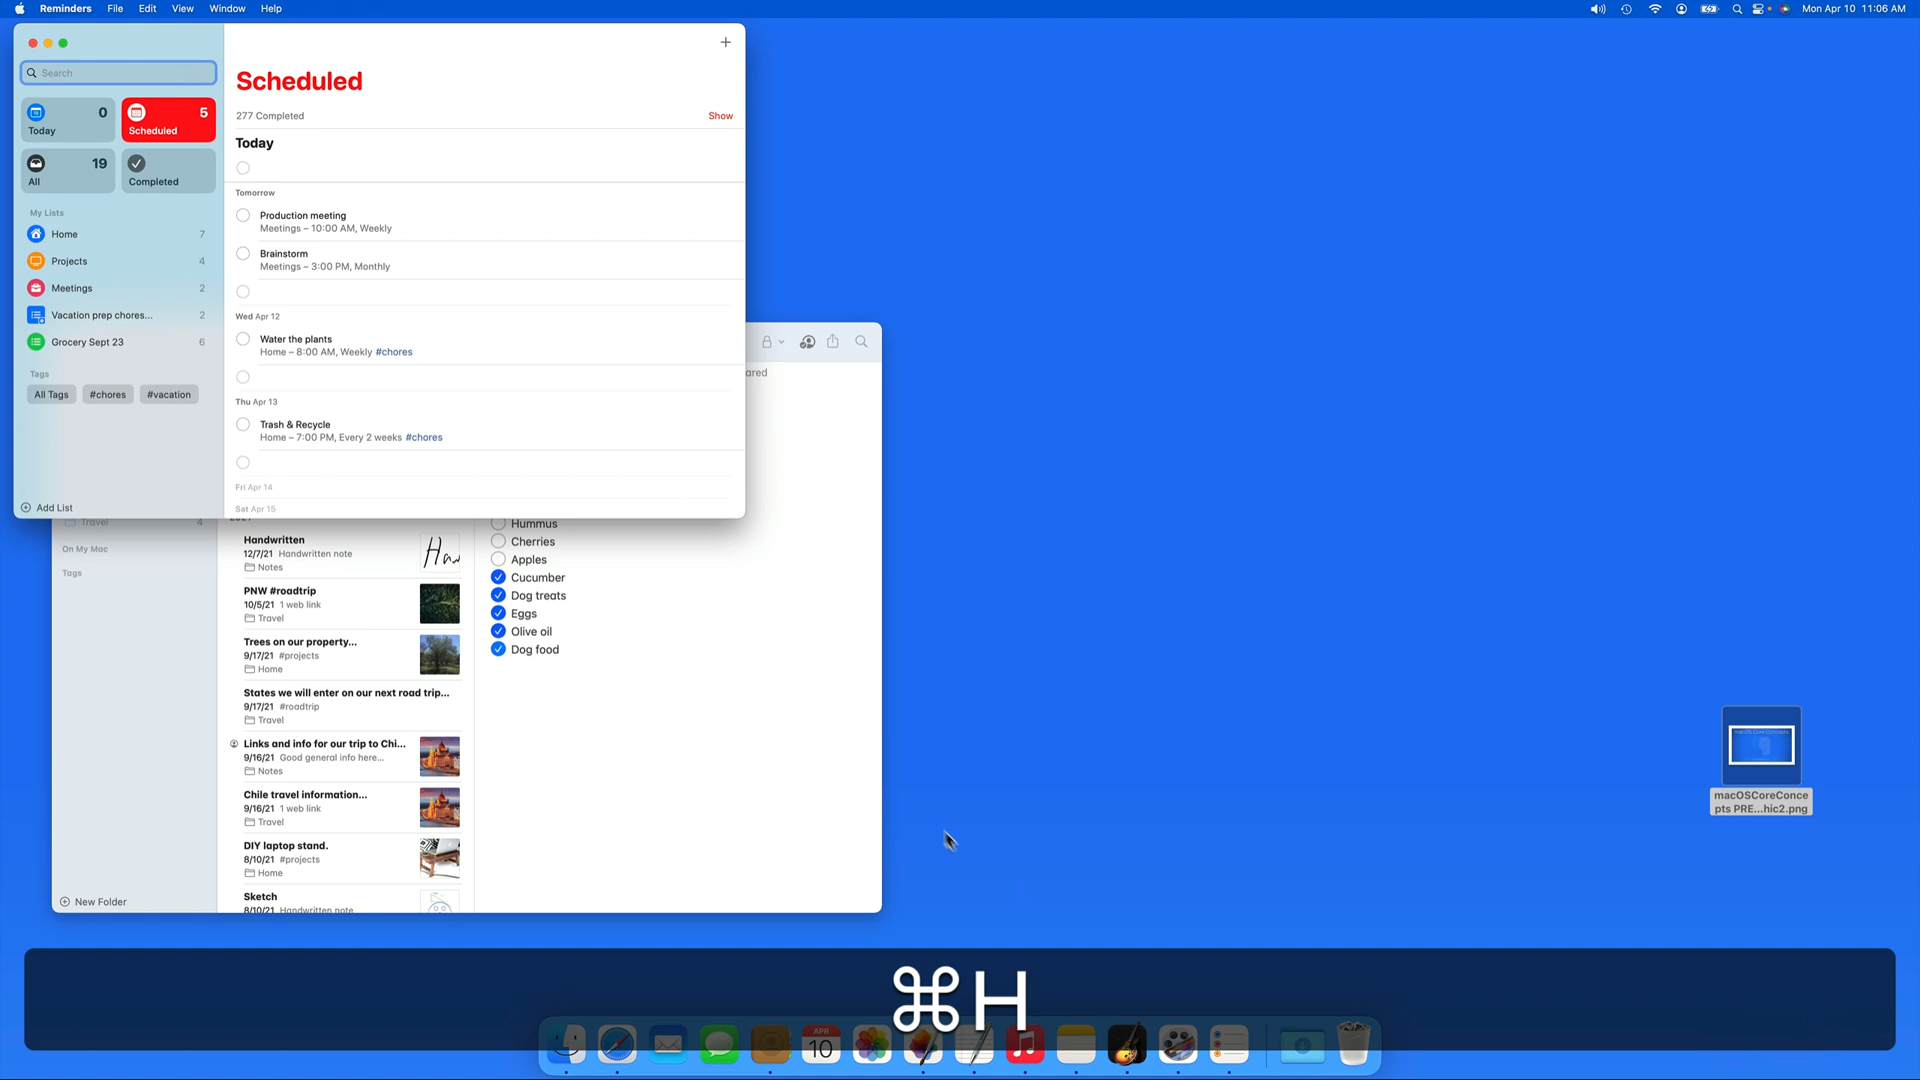 Reminders File Edit View Window Help
Mon Apr 10 11:06 AM
Search
Today 0
Scheduled 5
All 19
Completed
My Lists
Home 7
Projects 4
Meetings 2
Vacation prep chores... 2
Grocery Sept 23 6
Tags
All Tags #chores #vacation
Add List
Scheduled
277 Completed Show
Today
Tomorrow
Production meeting
Meetings – 10:00 AM, Weekly
Brainstorm
Meetings – 3:00 PM, Monthly
Wed Apr 12
Water the plants
Home – 8:00 AM, Weekly #chores
Thu Apr 13
Trash & Recycle
Home – 7:00 PM, Every 2 weeks #chores
Fri Apr 14
Sat Apr 15
ared
Travel 4
On My Mac
Tags
New Folder
2021
Handwritten
12/7/21 Handwritten note
Notes
PNW #roadtrip
10/5/21 1 web link
Travel
Trees on our property...
9/17/21 #projects
Home
States we will enter on our next road trip...
9/17/21 #roadtrip
Travel
Links and info for our trip to Chi...
9/16/21 Good general info here...
Notes
Chile travel information...
9/16/21 1 web link
Travel
DIY laptop stand.
8/10/21 #projects
Home
Sketch
8/10/21 Handwritten note
Hummus
Cherries
Apples
Cucumber
Dog treats
Eggs
Olive oil
Dog food
macOSCoreConce
pts PRE...hic2.png
⌘H
APR
10